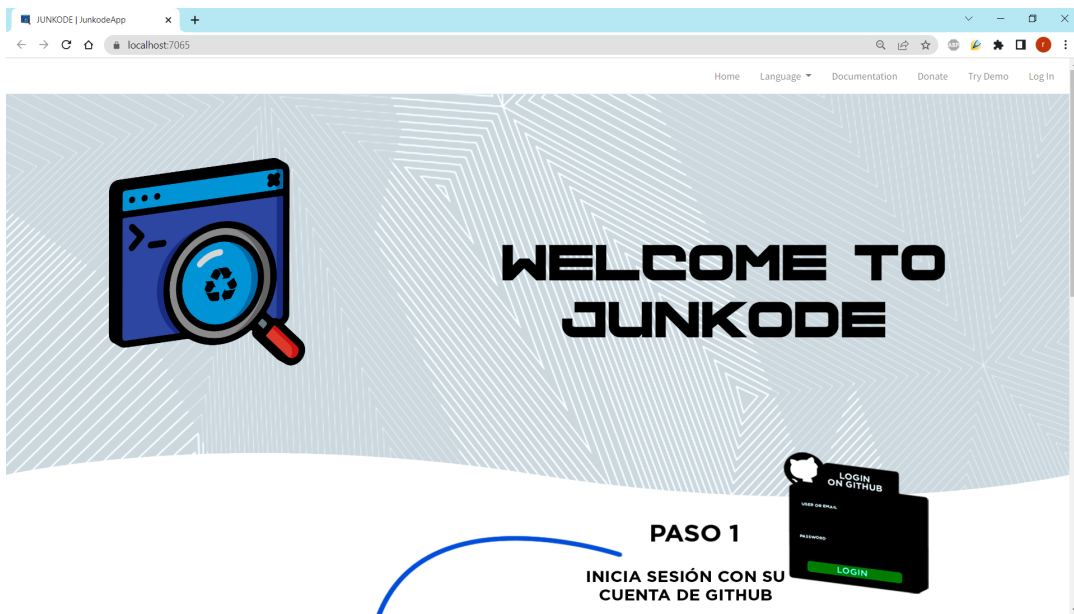 JUNKODE | JunkodeApp
localhost:7065
ABP
r
Home Language Documentation Donate Try Demo Log In
WELCOME TO
JUNKODE
LOGIN
ON GITHUB
USER OR EMAIL
PASSWORD
LOGIN
PASO 1
INICIA SESIÓN CON SU
CUENTA DE GITHUB